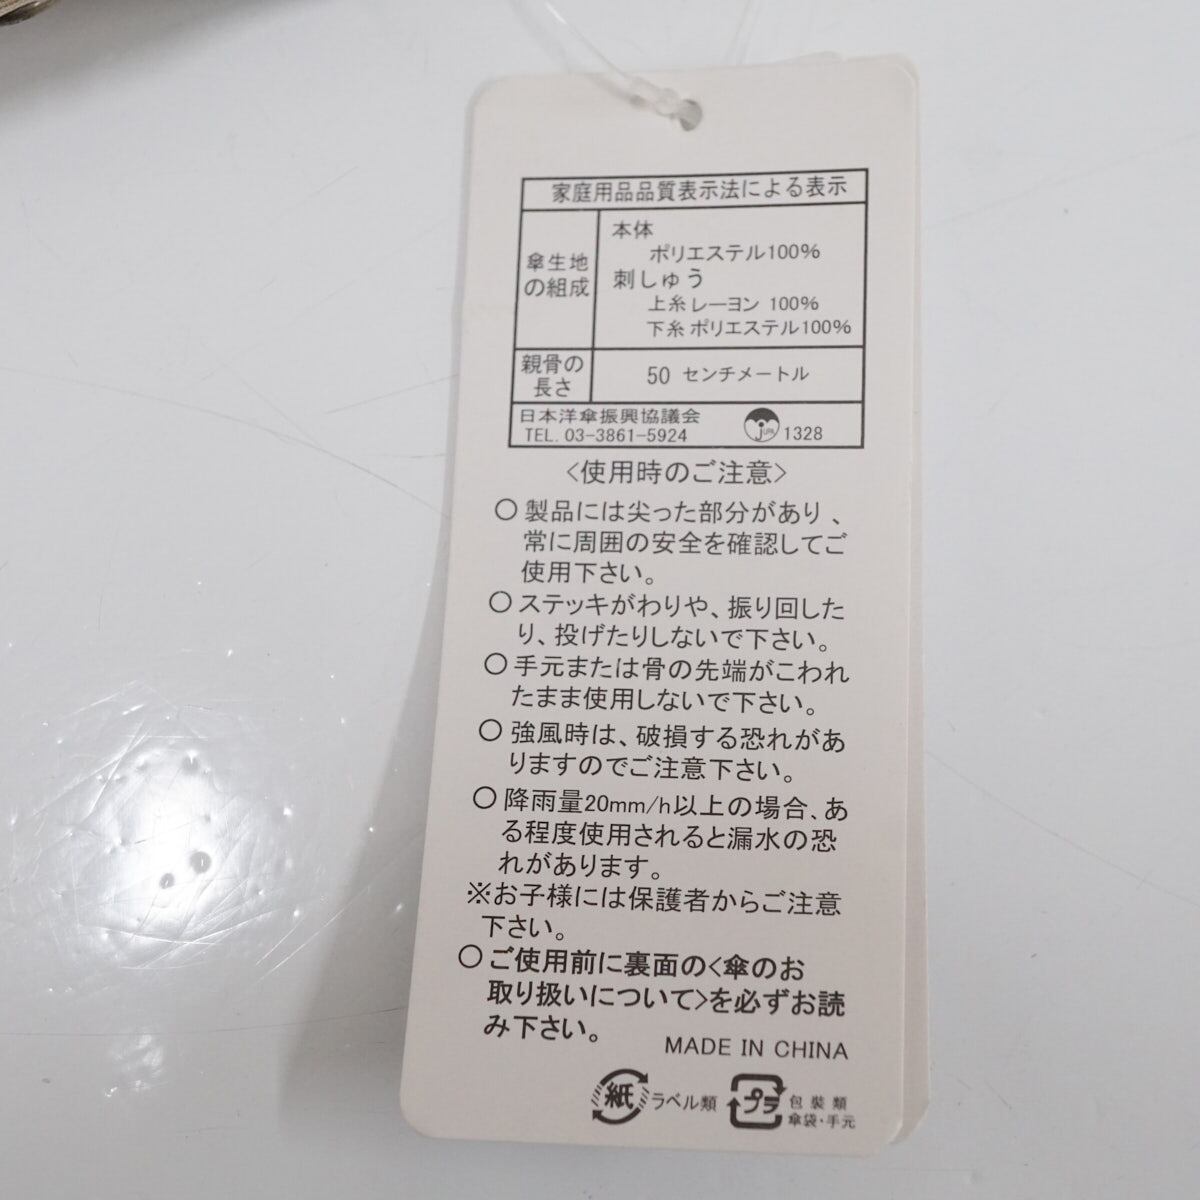 家庭用品品質表示法による表示
傘生地
の組成
本体
ポリエステル100%
刺しゅう
上糸 レーヨン 100%
下糸 ポリエステル100%
親骨の
長さ
50 センチメートル
日本洋傘振興協議会
TEL. 03-3861-5924
JUPA 1328
<使用時のご注意>
○ 製品には尖った部分があり、
常に周囲の安全を確認してご
使用下さい。
○ ステッキがわりや、振り回した
り、投げたりしないで下さい。
○ 手元または骨の先端がこわれ
たまま使用しないで下さい。
○ 強風時は、破損する恐れがあ
りますのでご注意下さい。
○ 降雨量20mm/h以上の場合、あ
る程度使用されると漏水の恐
れがあります。
※お子様には保護者からご注意
下さい。
○ ご使用前に裏面の<傘のお
取り扱いについて>を必ずお読
み下さい。
MADE IN CHINA
紙 ラベル類
プラ 包装類
傘袋・手元